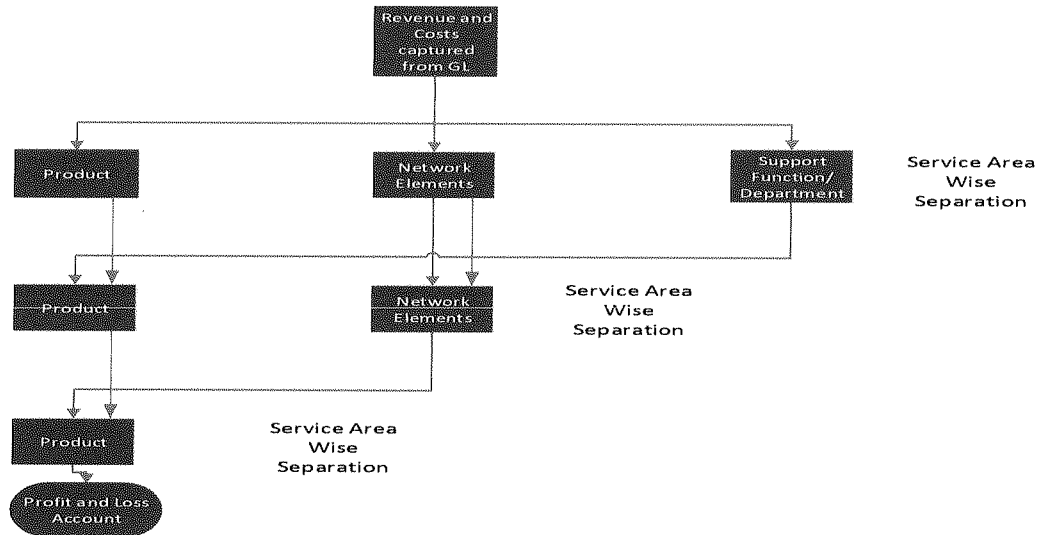 Revenue and
Costs
captured
from GL
Product
Network
Elements
Support
Function/
Department
Service Area
Wise
Separation
Product
Network
Elements
Service Area
Wise
Separation
Product
Service Area
Wise
Separation
Profit and Loss
Account